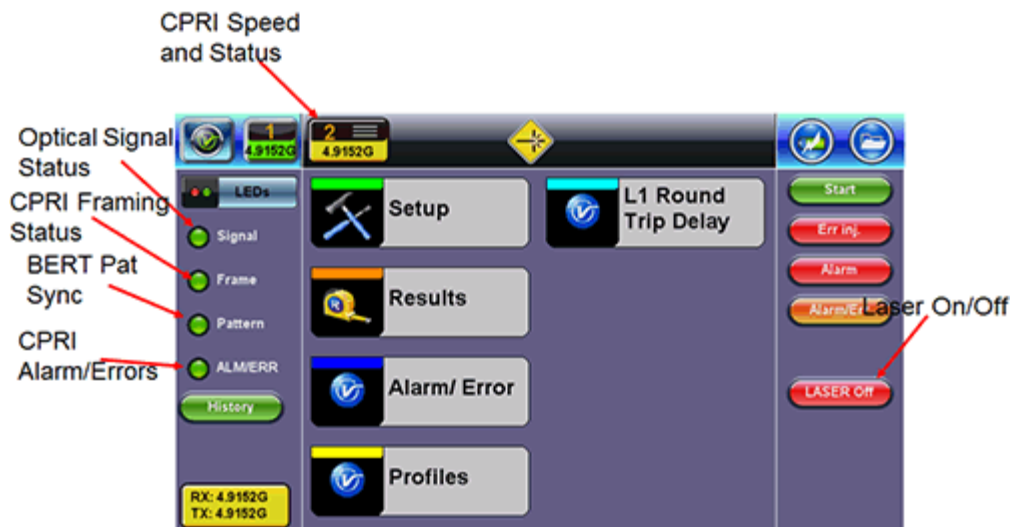 CPRI Speed
and Status
Optical Signal
Status
CPRI Framing
Status
BERT Pat
Sync
CPRI
Alarm/Errors
1
4.9152G
2
4.9152G
LEDs
Signal
Frame
Pattern
ALM/ERR
History
RX: 4.9152G
TX: 4.9152G
Setup
L1 Round
Trip Delay
Results
R
Alarm/ Error
Profiles
Start
Err inj.
Alarm
Laser On/Off
LASER Off